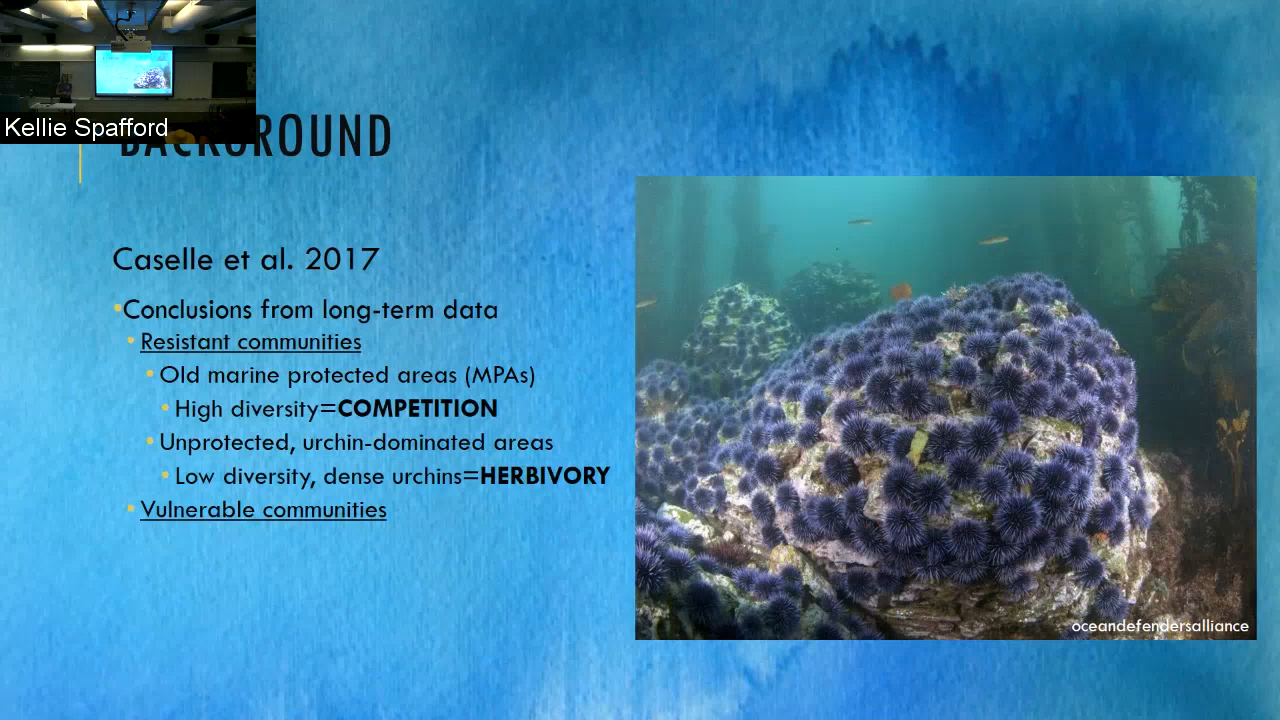 Kellie Spafford
BACKGROUND
Caselle et al. 2017
Conclusions from long-term data
Resistant communities
Old marine protected areas (MPAs)
High diversity=COMPETITION
Unprotected, urchin-dominated areas
Low diversity, dense urchins=HERBIVORY
Vulnerable communities
oceandefendersalliance